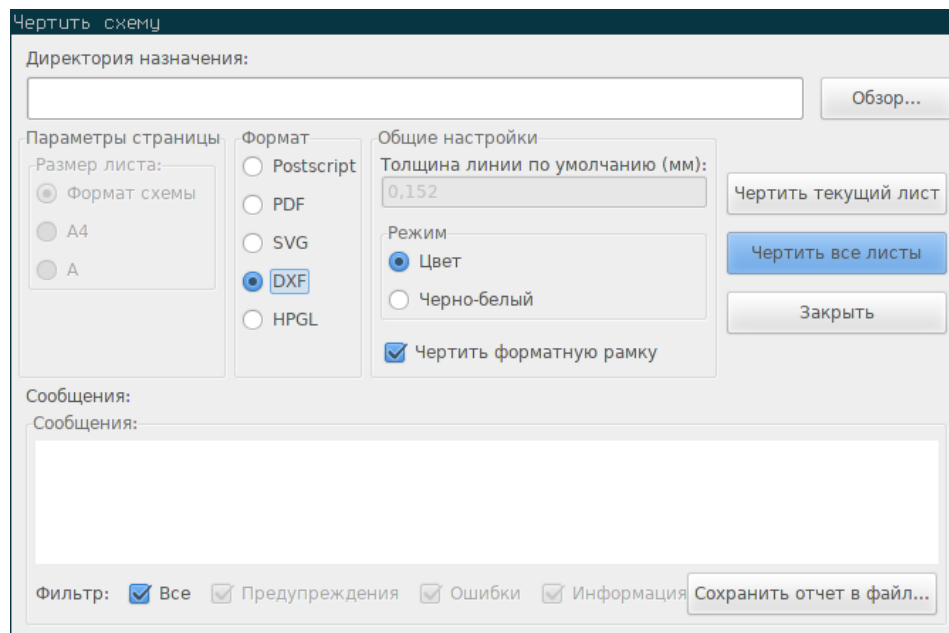 Чертить схему
Директория назначения:
Обзор...
Параметры страницы
Размер листа:
Формат схемы
A4
A
Формат
Postscript
PDF
SVG
DXF
HPGL
Общие настройки
Толщина линии по умолчанию (мм):
0,152
Режим
Цвет
Черно-белый
Чертить форматную рамку
Чертить текущий лист
Чертить все листы
Закрыть
Сообщения:
Сообщения:
Фильтр: Все Предупреждения Ошибки Информация Сохранить отчет в файл...